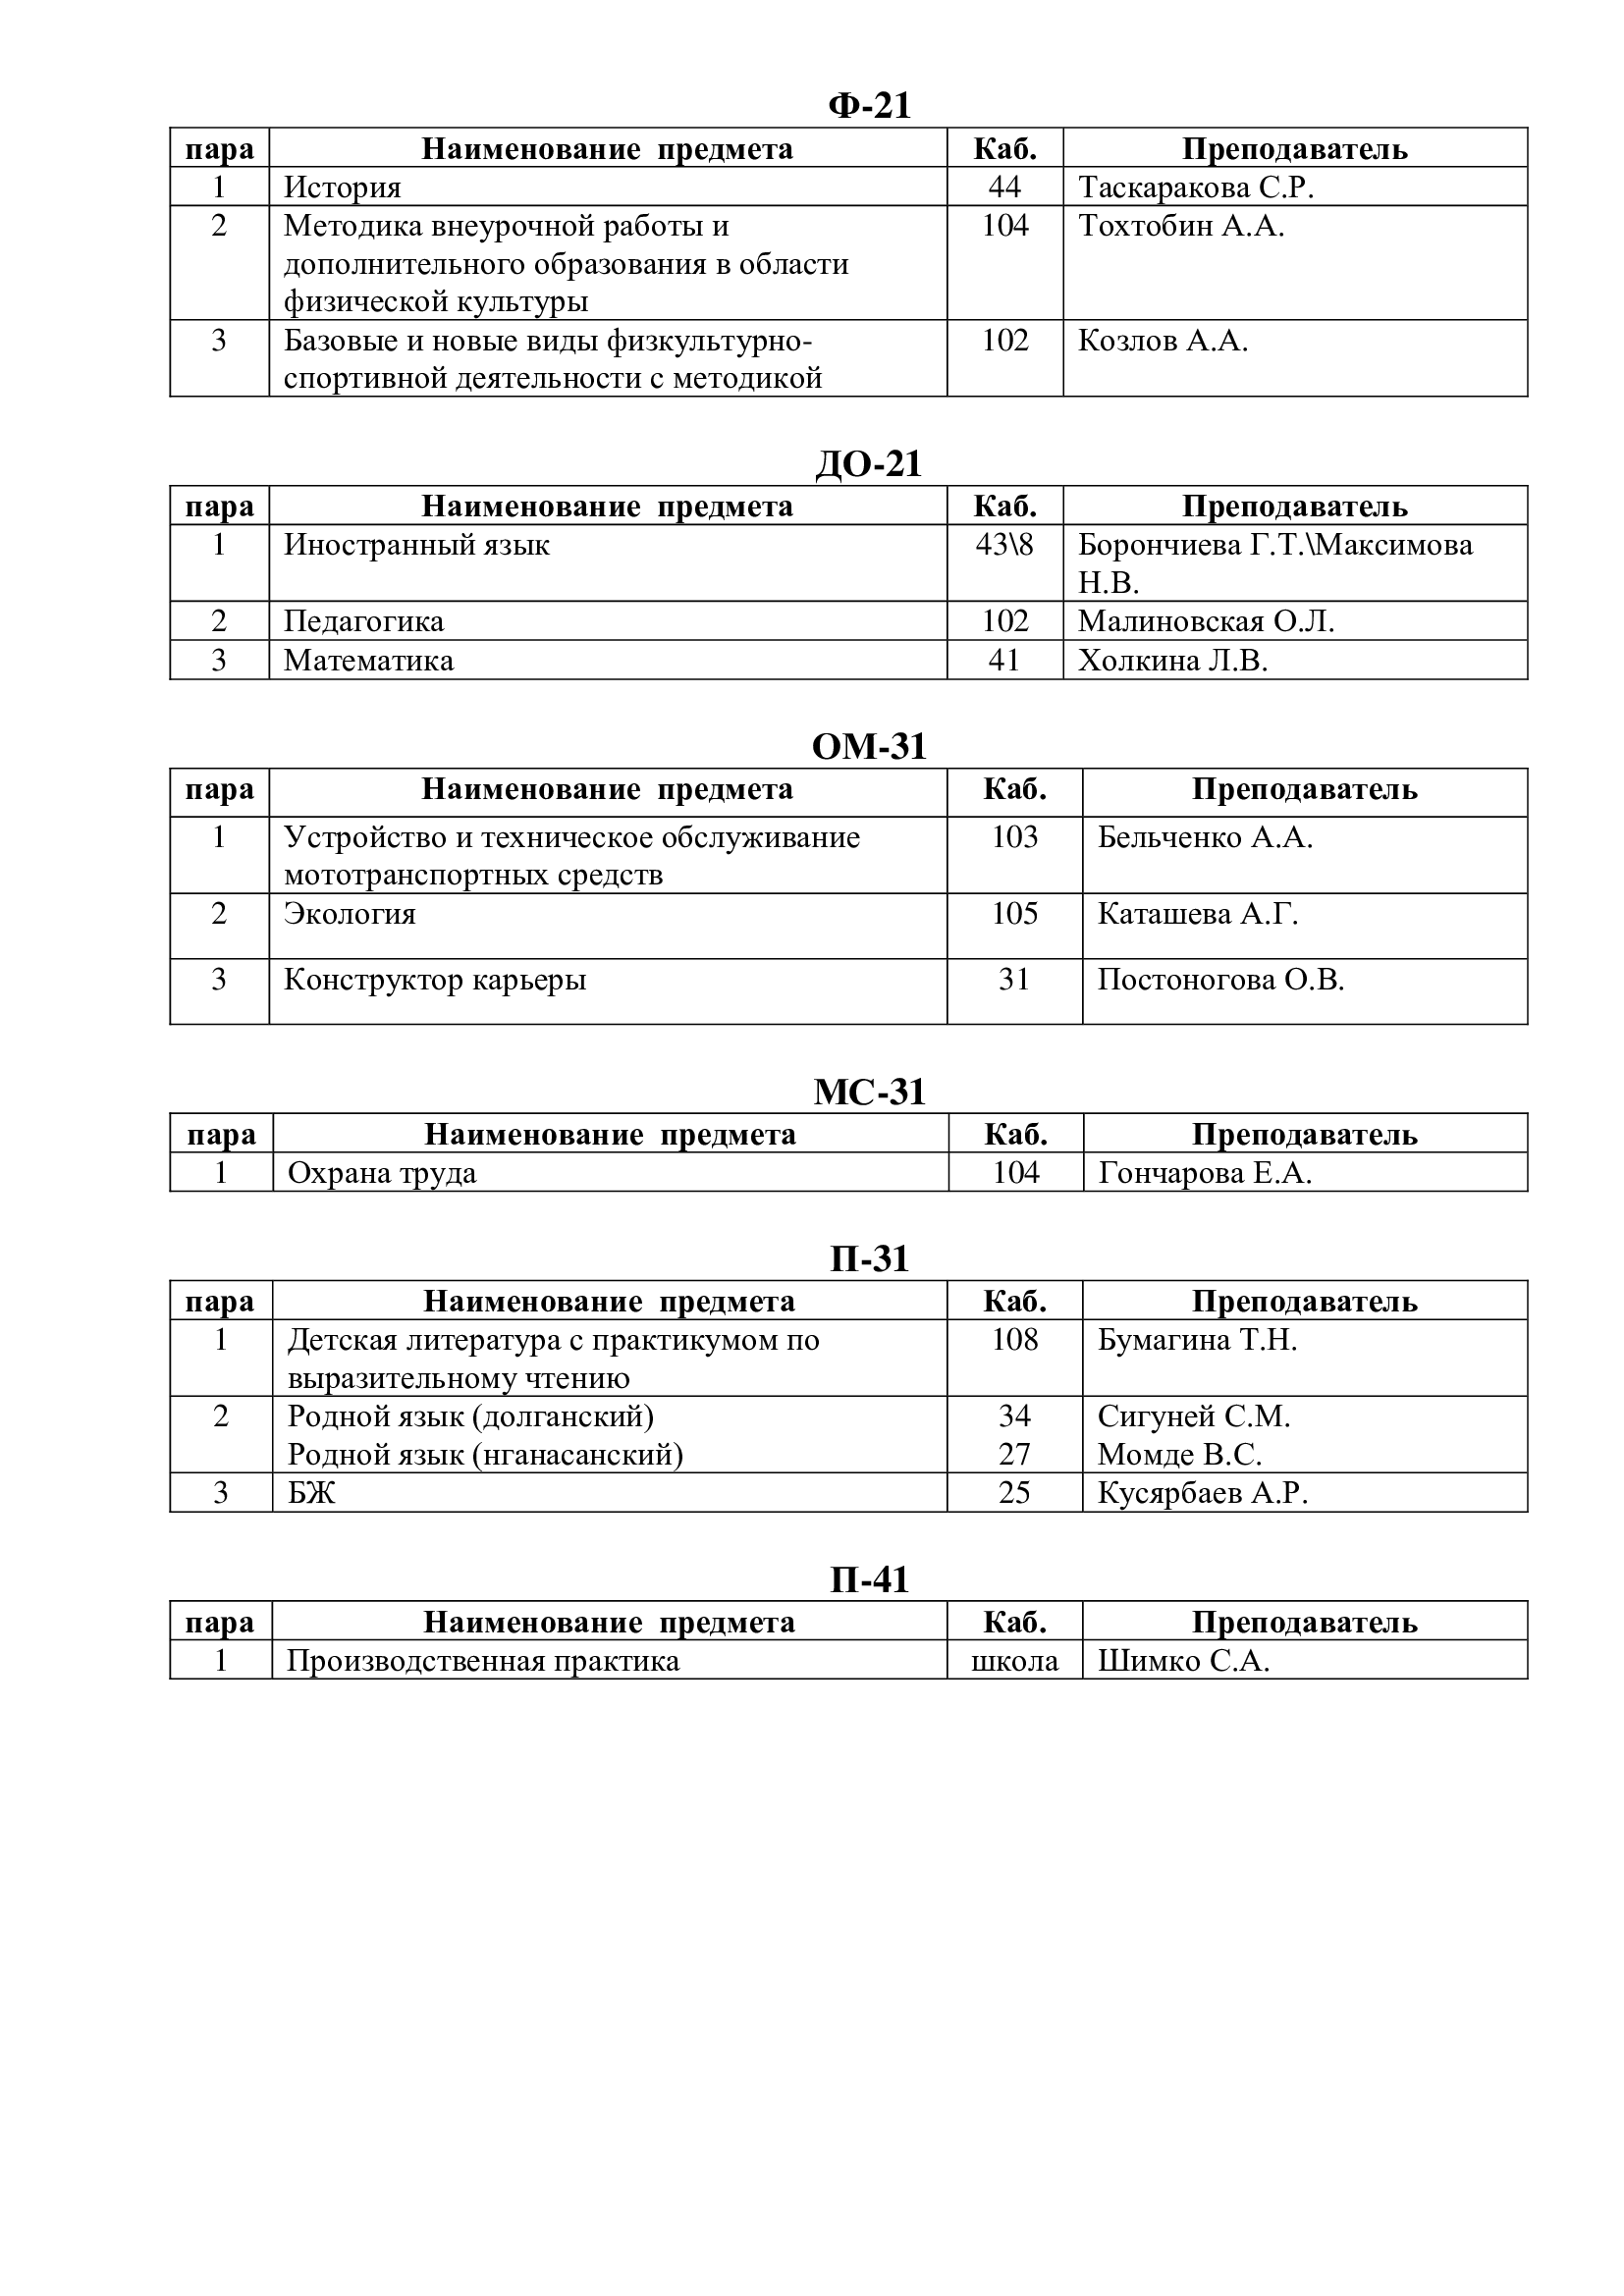 Ф-21
пара Наименование предмета Каб. Преподаватель
1 История 44 Таскаракова С.Р.
2 Методика внеурочной работы и 104 Тохтобин А.А.
дополнительного образования в области
физической культуры
3 Базовые и новые виды физкультурно- 102 Козлов А.А.
спортивной деятельности с методикой
ДО-21
пара Наименование предмета Каб. Преподаватель
1 Иностранный язык 43\8 Борончиева Г.Т.\Максимова
Н.В.
2 Педагогика 102 Малиновская О.Л.
3 Математика 41 Холкина Л.В.
ОМ-31
пара Наименование предмета Каб. Преподаватель
1 Устройство и техническое обслуживание 103 Бельченко А.А.
мототранспортных средств
2 Экология 105 Каташева А.Г.
3 Конструктор карьеры 31 Постоногова О.В.
МС-31
пара Наименование предмета Каб. Преподаватель
1 Охрана труда 104 Гончарова Е.А.
П-31
пара Наименование предмета Каб. Преподаватель
1 Детская литература с практикумом по 108 Бумагина Т.Н.
выразительному чтению
2 Родной язык (долганский) 34 Сигуней С.М.
Родной язык (нганасанский) 27 Момде В.С.
3 БЖ 25 Кусярбаев А.Р.
П-41
пара Наименование предмета Каб. Преподаватель
1 Производственная практика школа Шимко С.А.